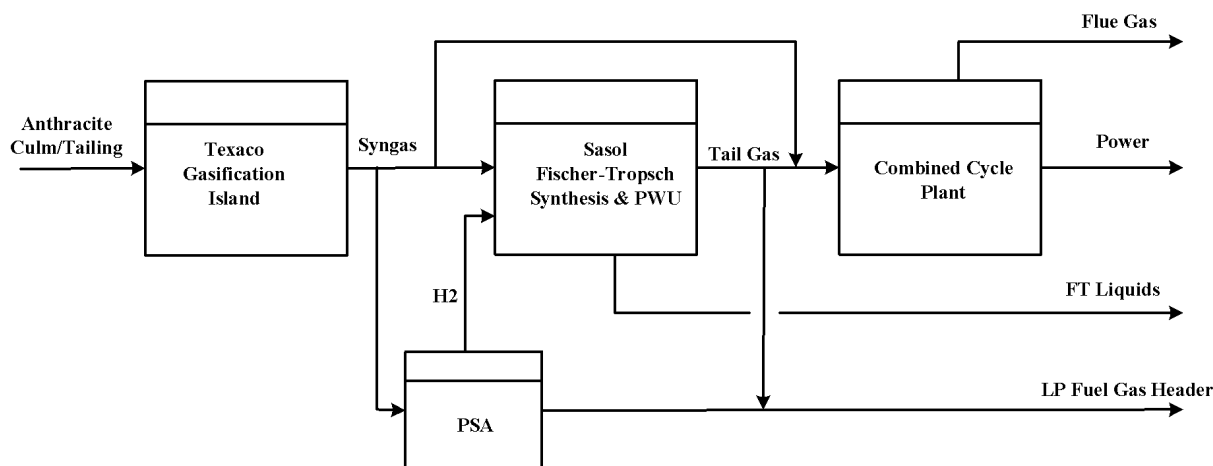 Flue Gas
Anthracite
Culm/Tailing
Texaco
Gasification
Island
Syngas
Sasol
Fischer-Tropsch
Synthesis & PWU
Tail Gas
Combined Cycle
Plant
Power
H2
FT Liquids
PSA
LP Fuel Gas Header